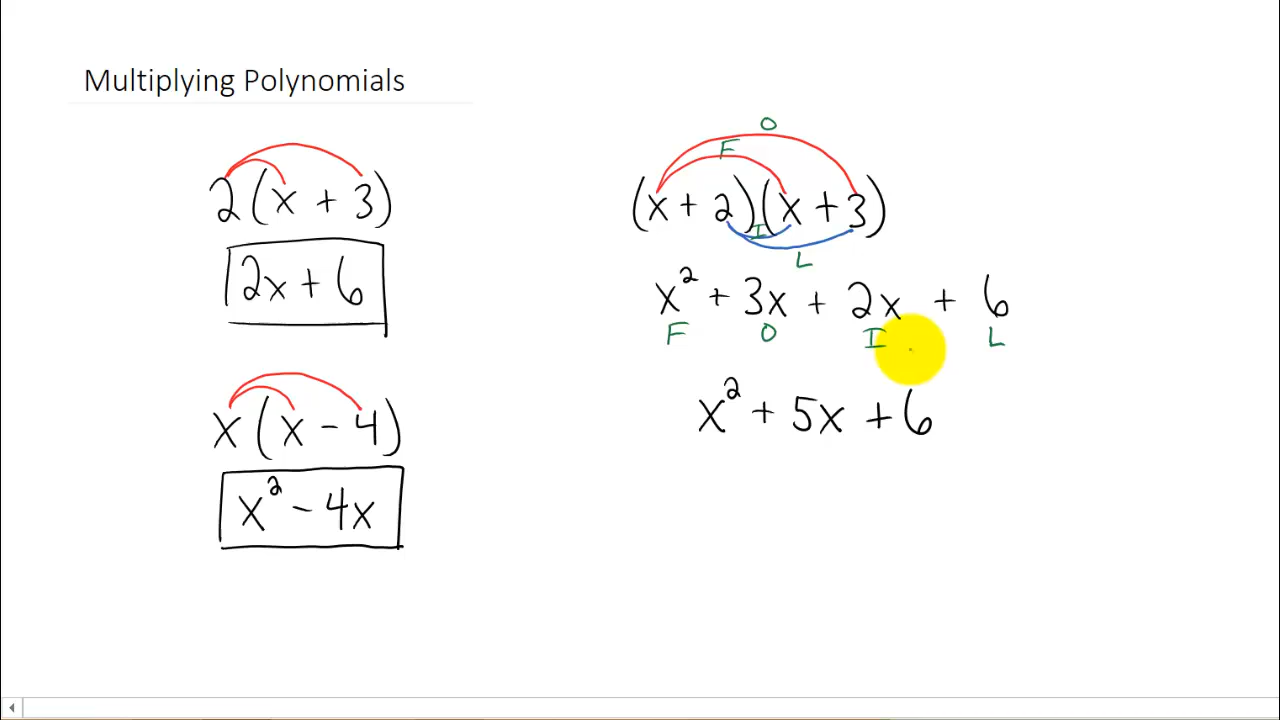 Multiplying Polynomials
2(x + 3)
2x + 6
x(x - 4)
x² - 4x
O
F
(x + 2)(x + 3)
I
L
x² + 3x + 2x + 6
F O I L
x² + 5x + 6